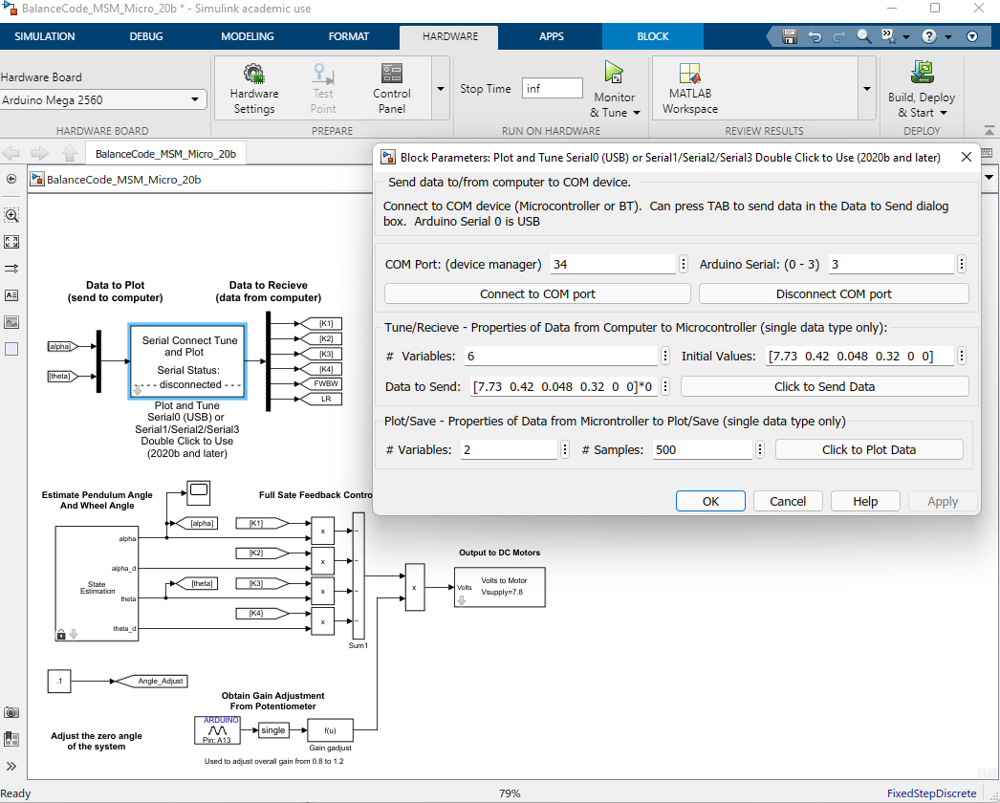 BalanceCode_MSM_Micro_20b * - Simulink academic use
SIMULATION DEBUG MODELING FORMAT HARDWARE APPS BLOCK
Hardware Board
Arduino Mega 2560
HARDWARE BOARD
Hardware
Settings
Test
Point
Control
Panel
PREPARE
Stop Time inf
Monitor
& Tune
RUN ON HARDWARE
MATLAB
Workspace
REVIEW RESULTS
Build, Deploy
& Start
DEPLOY
BalanceCode_MSM_Micro_20b
BalanceCode_MSM_Micro_20b
Block Parameters: Plot and Tune Serial0 (USB) or Serial1/Serial2/Serial3 Double Click to Use (2020b and later)
Send data to/from computer to COM device.
Connect to COM device (Microcontroller or BT). Can press TAB to send data in the Data to Send dialog
box. Arduino Serial 0 is USB
COM Port: (device manager) 34 Arduino Serial: (0 - 3) 3
Connect to COM port Disconnect COM port
Tune/Recieve - Properties of Data from Computer to Microcontroller (single data type only):
# Variables: 6 Initial Values: [7.73 0.42 0.048 0.32 0 0]
Data to Send: [7.73 0.42 0.048 0.32 0 0]*0 Click to Send Data
Plot/Save - Properties of Data from Microntroller to Plot/Save (single data type only)
# Variables: 2 # Samples: 500 Click to Plot Data
OK Cancel Help Apply
Data to Plot
(send to computer)
Data to Recieve
(data from computer)
[alpha]
[theta]
Serial Connect Tune
and Plot
Serial Status:
- - - - disconnected - - - -
[K1]
[K2]
[K3]
[K4]
FWBW
LR
Plot and Tune
Serial0 (USB) or
Serial1/Serial2/Serial3
Double Click to Use
(2020b and later)
Estimate Pendulum Angle
And Wheel Angle
Full Sate Feedback Contro
State
Estimation
alpha
alpha_d
theta
theta_d
[alpha]
[theta]
[K1]
[K2]
[K3]
[K4]
x
x
x
x
Sum1
x
Output to DC Motors
Volts
Volts to Motor
Vsupply=7.8
.1
Angle_Adjust
Adjust the zero angle
of the system
Obtain Gain Adjustment
From Potentiometer
ARDUINO
Pin: A13
single
f(u)
Gain gadjust
Used to adjust overall gain from 0.8 to 1.2
Ready 79% FixedStepDiscrete